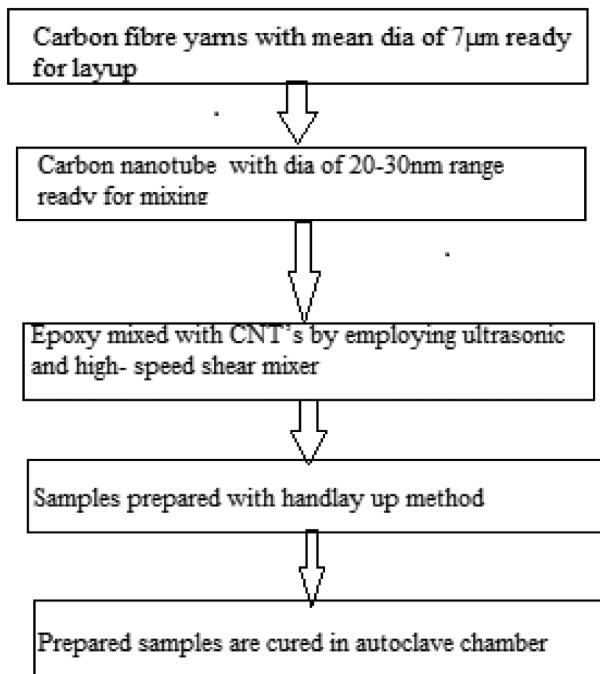 Carbon fibre yarns with mean dia of 7µm ready
for layup
Carbon nanotube with dia of 20-30nm range
ready for mixing
Epoxy mixed with CNT's by employing ultrasonic
and high- speed shear mixer
Samples prepared with handlay up method
Prepared samples are cured in autoclave chamber